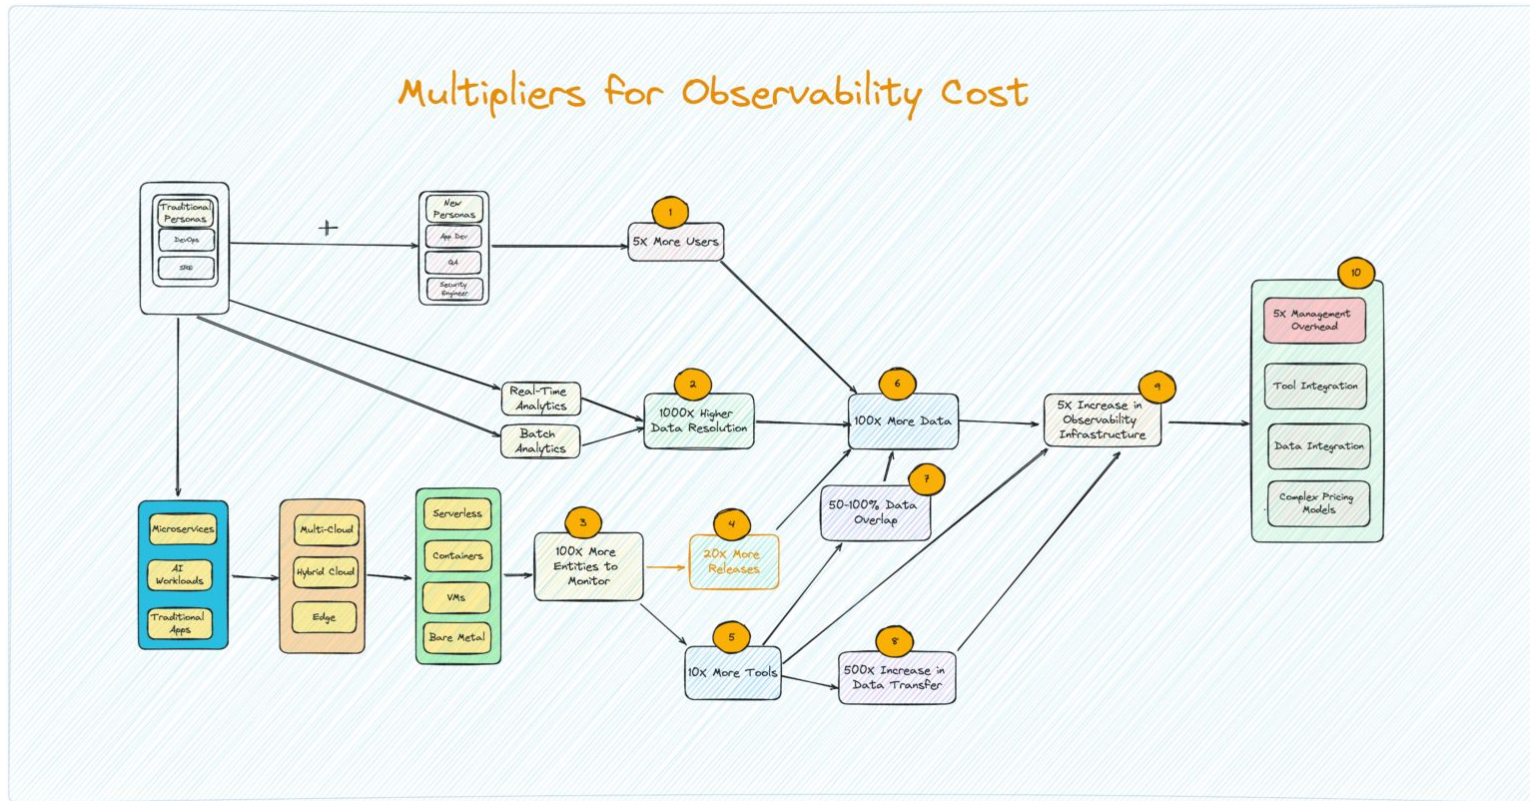 Multipliers for Observability Cost
Traditional
Personas
DevOps
SRE
+
New
Personas
App Dev
QA
Security
Engineer
1
5X More Users
Real-Time
Analytics
Batch
Analytics
2
1000X Higher
Data Resolution
6
100X More Data
9
5X Increase in
Observability
Infrastructure
10
5X Management
Overhead
Tool Integration
Data Integration
Complex Pricing
Models
Microservices
AI
Workloads
Traditional
Apps
Multi-Cloud
Hybrid Cloud
Edge
Serverless
Containers
VMs
Bare Metal
3
100X More
Entities to
Monitor
4
20X More
Releases
7
50-100% Data
Overlap
5
10X More Tools
8
500X Increase in
Data Transfer